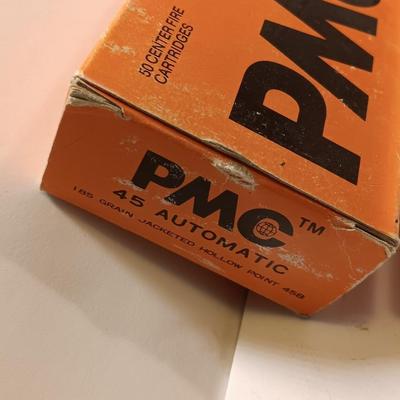 50 CENTER FIRE
CARTRIDGES
PMC
PMC™
45 AUTOMATIC
185 GRAIN JACKETED HOLLOW POINT 45B